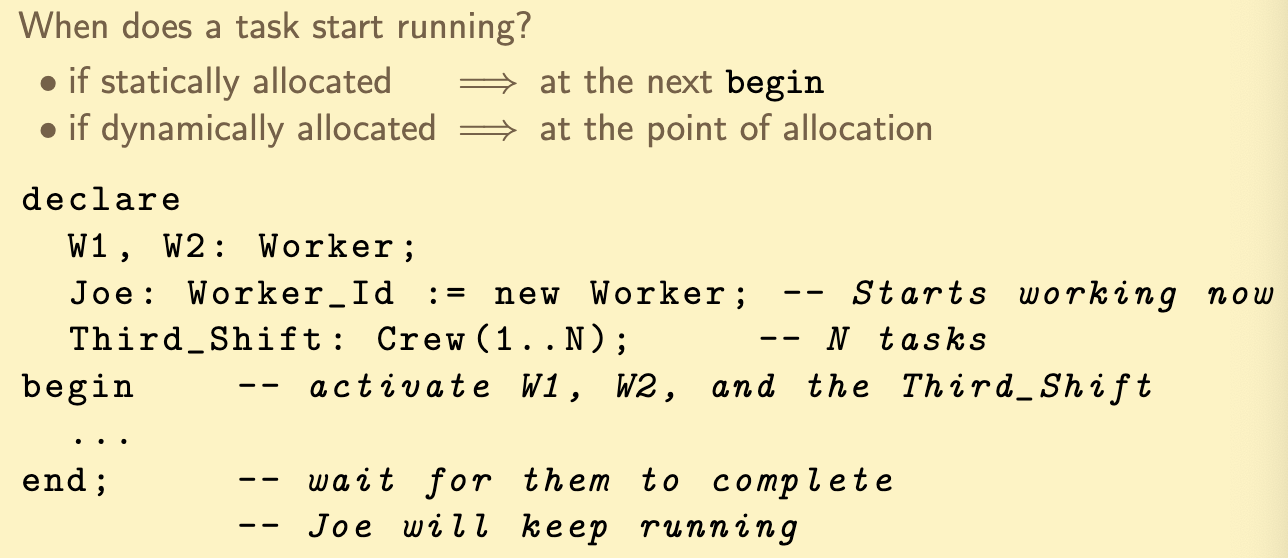 When does a task start running?
• if statically allocated ⟹ at the next begin
• if dynamically allocated ⟹ at the point of allocation
declare
W1, W2: Worker;
Joe: Worker_Id := new Worker; -- Starts working now
Third_Shift: Crew(1..N); -- N tasks
begin -- activate W1, W2, and the Third_Shift
...
end; -- wait for them to complete
-- Joe will keep running